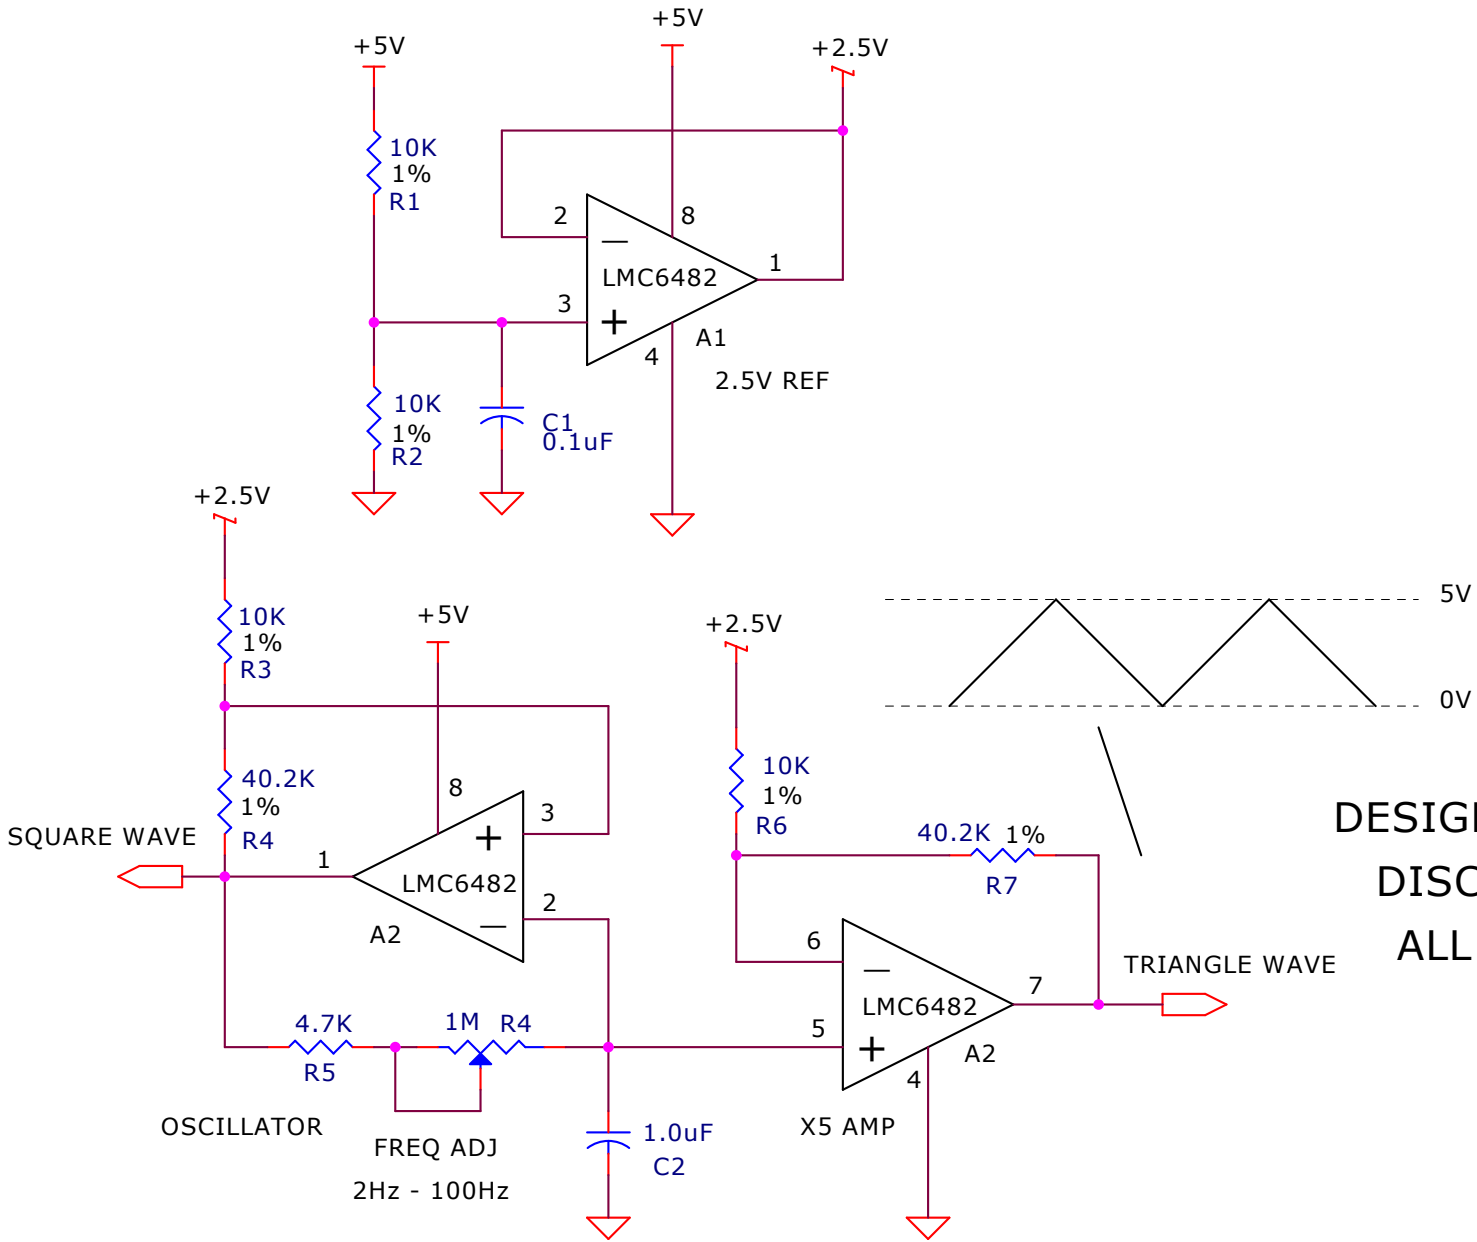 +5V
+5V
+2.5V
10K
1%
R1
2
8
LMC6482
1
3
A1
4
2.5V REF
10K
1%
R2
C1
0.1uF
+2.5V
+5V
+2.5V
5V
0V
10K
1%
R3
40.2K
1%
R4
8
3
SQUARE WAVE
1
LMC6482
2
A2
10K
1%
R6
40.2K 1%
R7
DESIG
DISC
ALL
6
LMC6482
7
TRIANGLE WAVE
5
A2
4
4.7K
R5
1M R4
OSCILLATOR
FREQ ADJ
2Hz - 100Hz
1.0uF
C2
X5 AMP